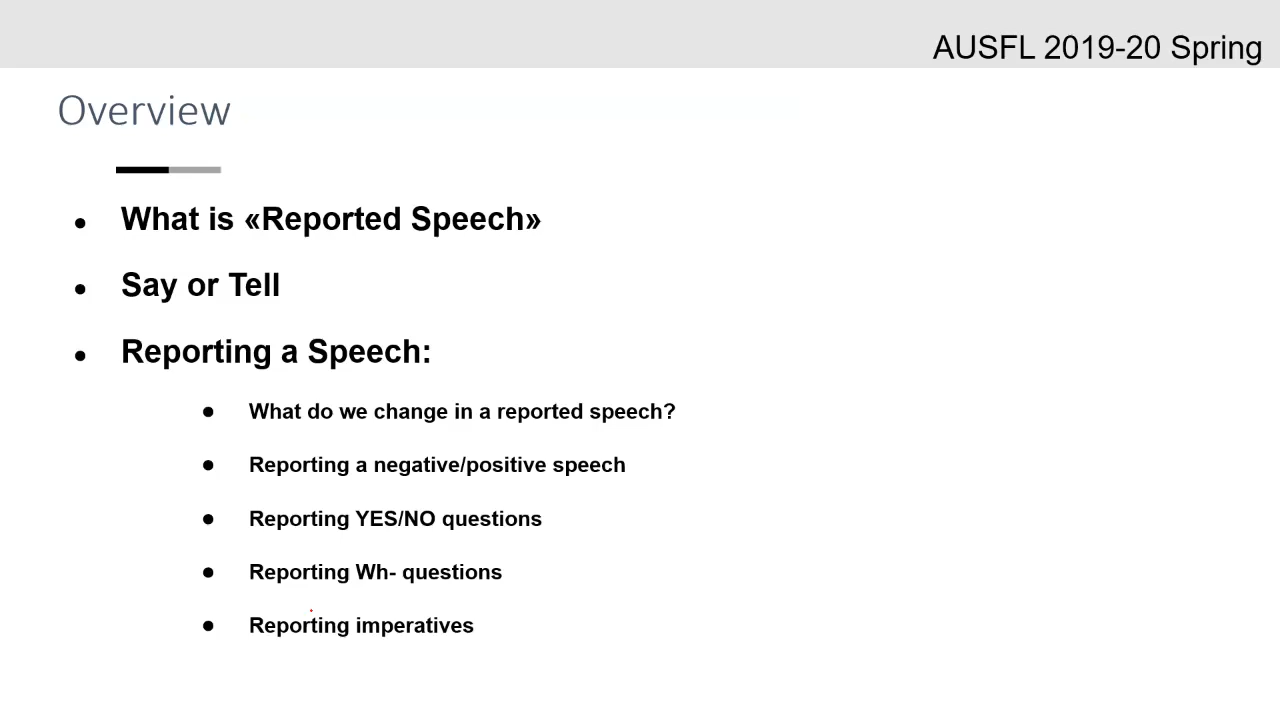 AUSFL 2019-20 Spring
Overview
What is «Reported Speech»
Say or Tell
Reporting a Speech:
What do we change in a reported speech?
Reporting a negative/positive speech
Reporting YES/NO questions
Reporting Wh- questions
Reporting imperatives